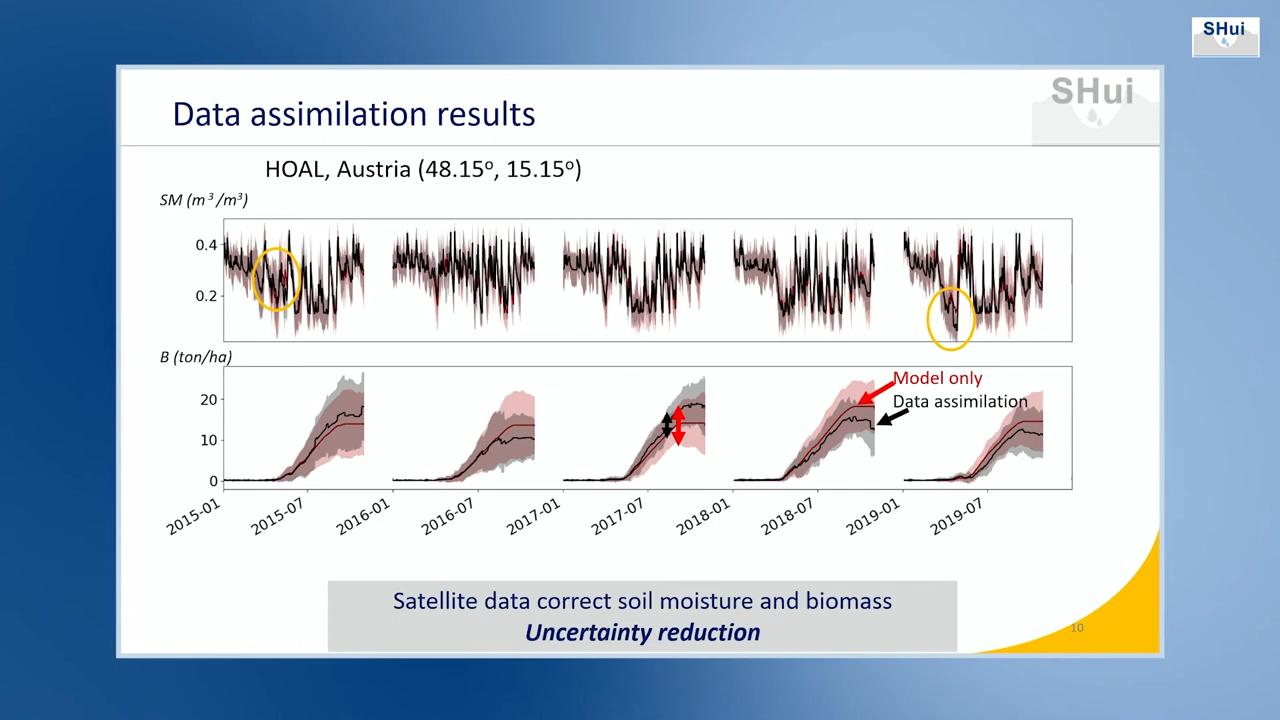 SHui
SHui
Data assimilation results
HOAL, Austria (48.15º, 15.15º)
SM (m³/m³)
0.4
0.2
B (ton/ha)
20
10
0
Model only
Data assimilation
2015-01
2015-07
2016-01
2016-07
2017-01
2017-07
2018-01
2018-07
2019-01
2019-07
Satellite data correct soil moisture and biomass
Uncertainty reduction
10